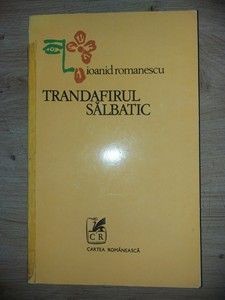 ioanid romanescu
TRANDAFIRUL
SĂLBATIC
CR
CARTEA ROMÂNEASCĂ